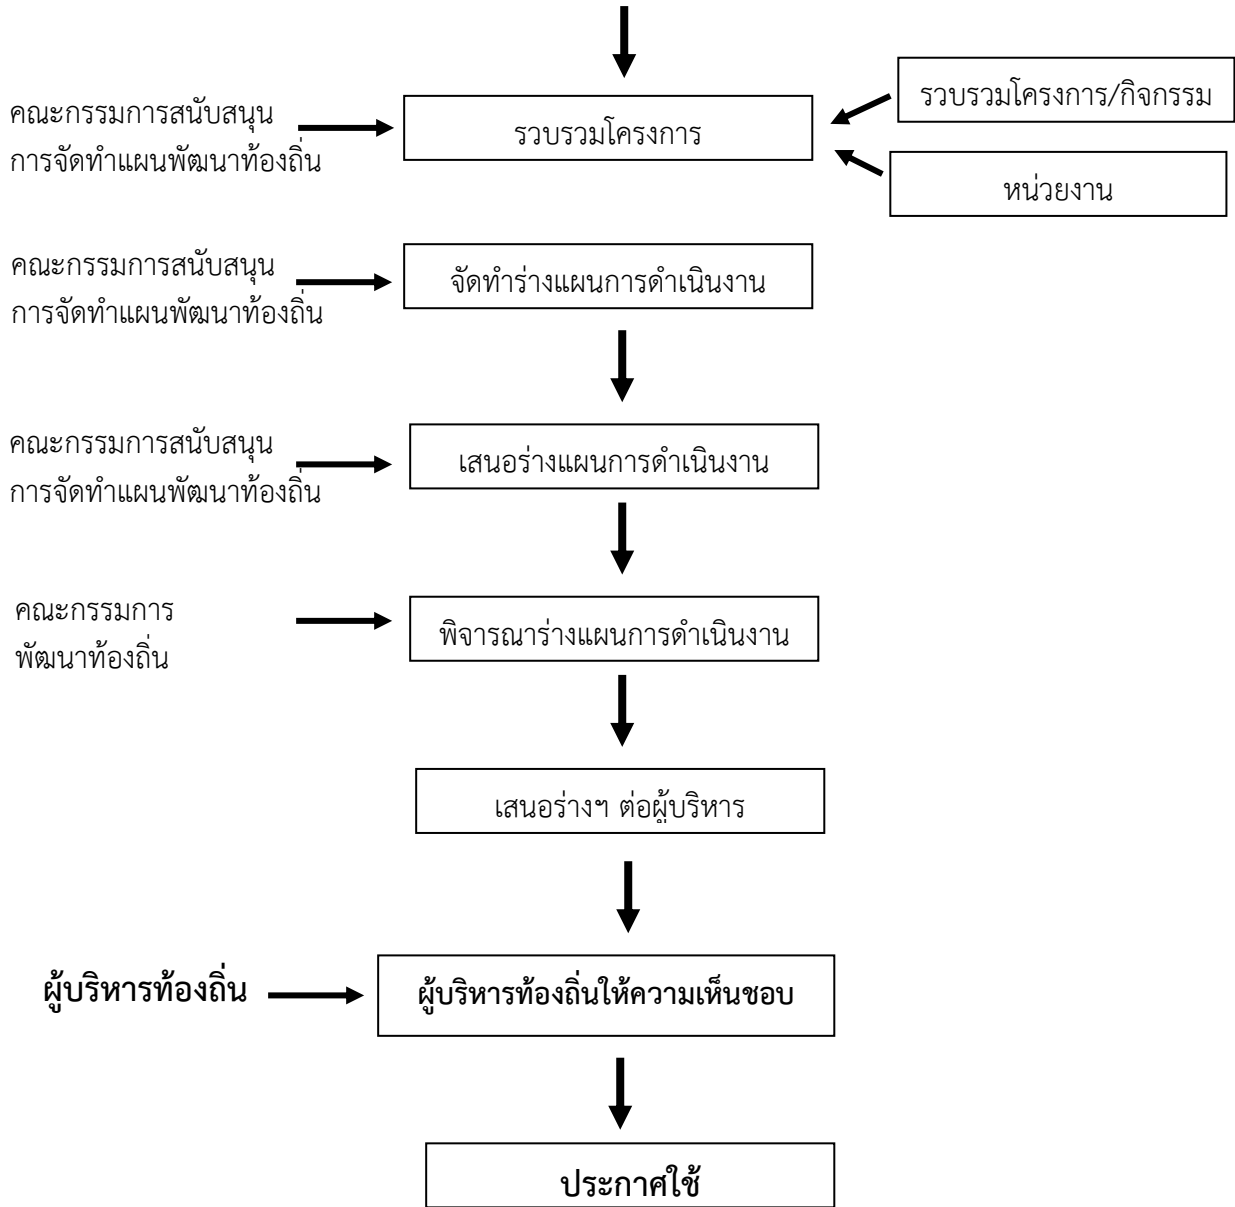 คณะกรรมการสนับสนุน
การจัดทำแผนพัฒนาท้องถิ่น
รวบรวมโครงการ
รวบรวมโครงการ/กิจกรรม
หน่วยงาน
คณะกรรมการสนับสนุน
การจัดทำแผนพัฒนาท้องถิ่น
จัดทำร่างแผนการดำเนินงาน
คณะกรรมการสนับสนุน
การจัดทำแผนพัฒนาท้องถิ่น
เสนอร่างแผนการดำเนินงาน
คณะกรรมการ
พัฒนาท้องถิ่น
พิจารณาร่างแผนการดำเนินงาน
เสนอร่างฯ ต่อผู้บริหาร
ผู้บริหารท้องถิ่น
ผู้บริหารท้องถิ่นให้ความเห็นชอบ
ประกาศใช้